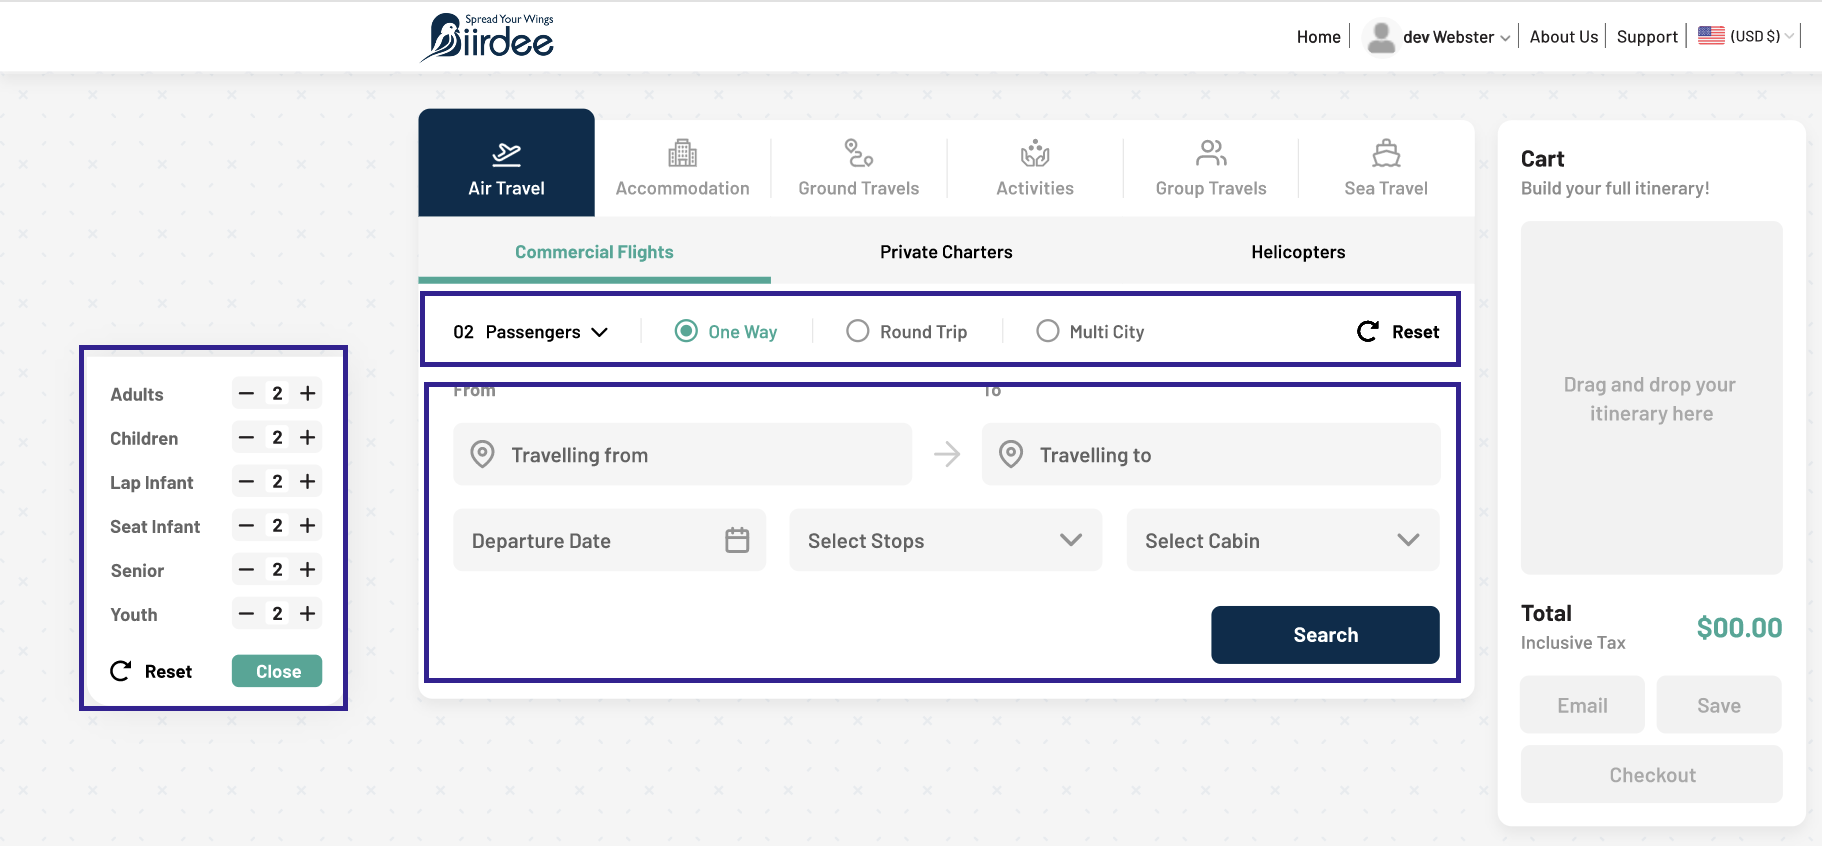 Spread Your Wings
Biirdee
Home
dev Webster
About Us
Support
(USD $)
Air Travel
Accommodation
Ground Travels
Activities
Group Travels
Sea Travel
Commercial Flights
Private Charters
Helicopters
02 Passengers
One Way
Round Trip
Multi City
Reset
From
To
Travelling from
Travelling to
Departure Date
Select Stops
Select Cabin
Search
Adults 2
Children 2
Lap Infant 2
Seat Infant 2
Senior 2
Youth 2
Reset
Close
Cart
Build your full itinerary!
Drag and drop your
itinerary here
Total
Inclusive Tax
$00.00
Email
Save
Checkout